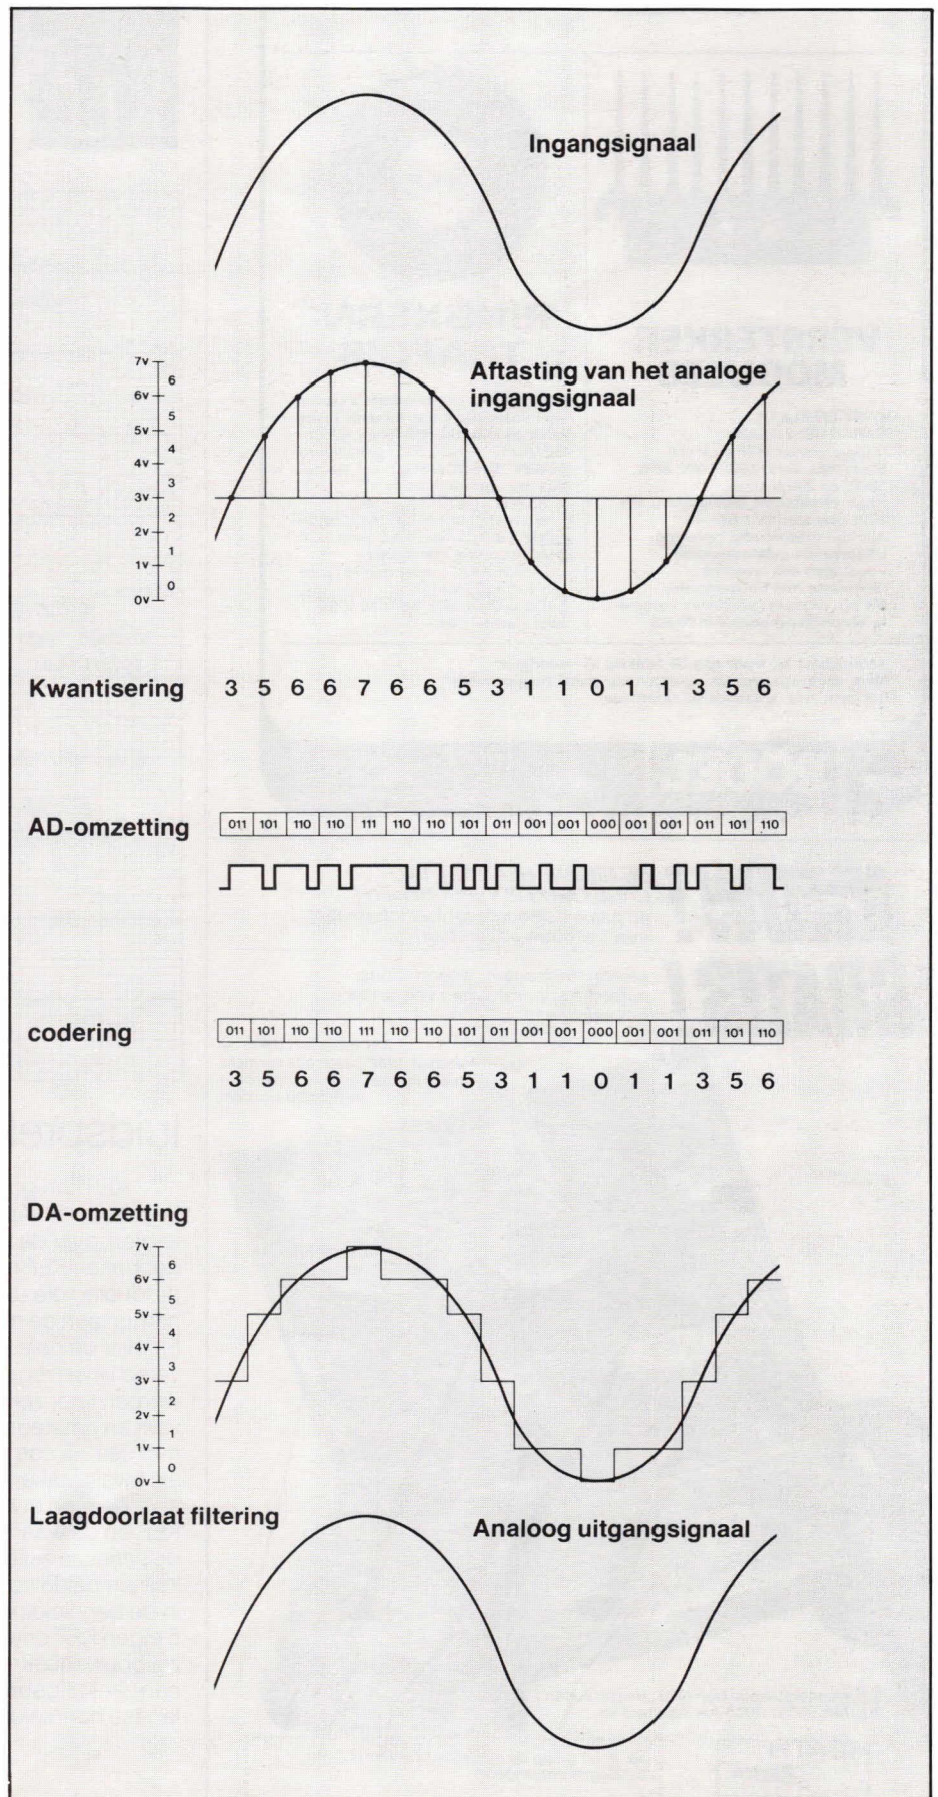 Ingangsignaal
Aftasting van het analoge
ingangsignaal
7v
6
6v
5
5v
4
4v
3
3v
2
2v
1
1v
0
0v
Kwantisering 3 5 6 6 7 6 6 5 3 1 1 0 1 1 3 5 6
AD-omzetting 011 101 110 110 111 110 110 101 011 001 001 000 001 001 011 101 110
codering 011 101 110 110 111 110 110 101 011 001 001 000 001 001 011 101 110
3 5 6 6 7 6 6 5 3 1 1 0 1 1 3 5 6
DA-omzetting
7v
6
6v
5
5v
4
4v
3
3v
2
2v
1
1v
0
0v
Laagdoorlaat filtering
Analoog uitgangsignaal